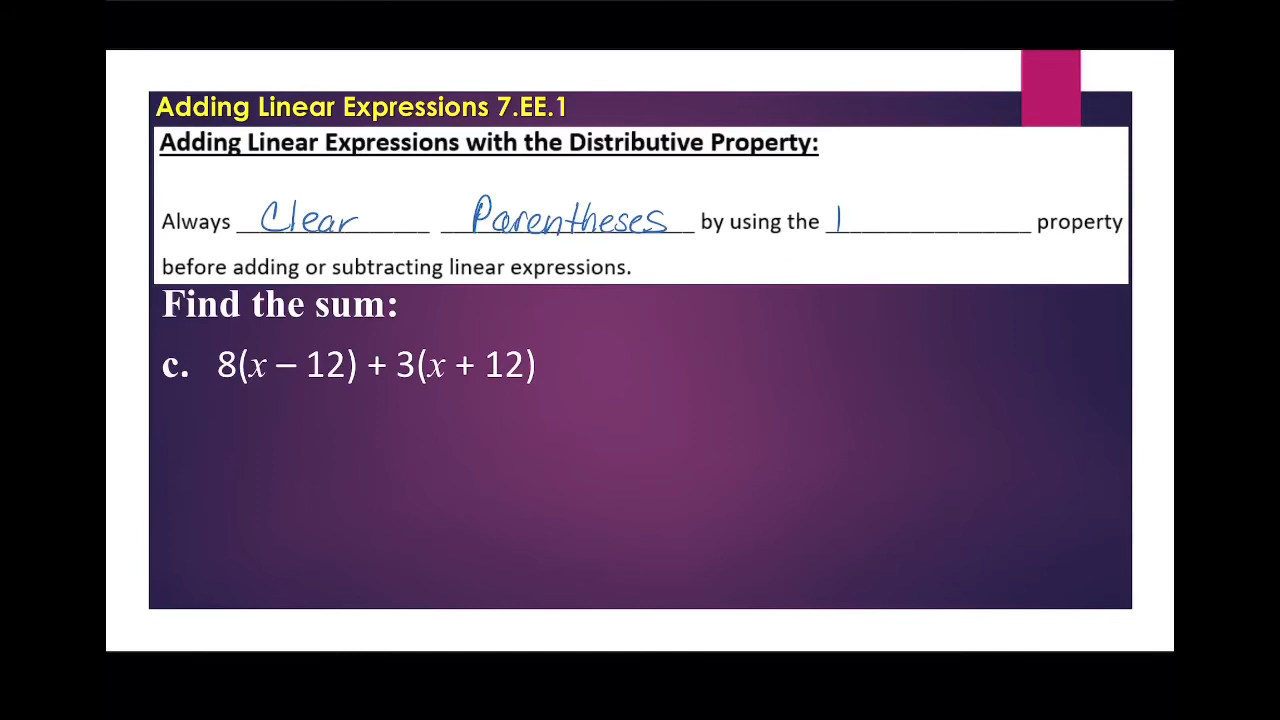 Adding Linear Expressions 7.EE.1
Adding Linear Expressions with the Distributive Property:
Always Clear Parentheses by using the property
before adding or subtracting linear expressions.
Find the sum:
c. 8(x – 12) + 3(x + 12)